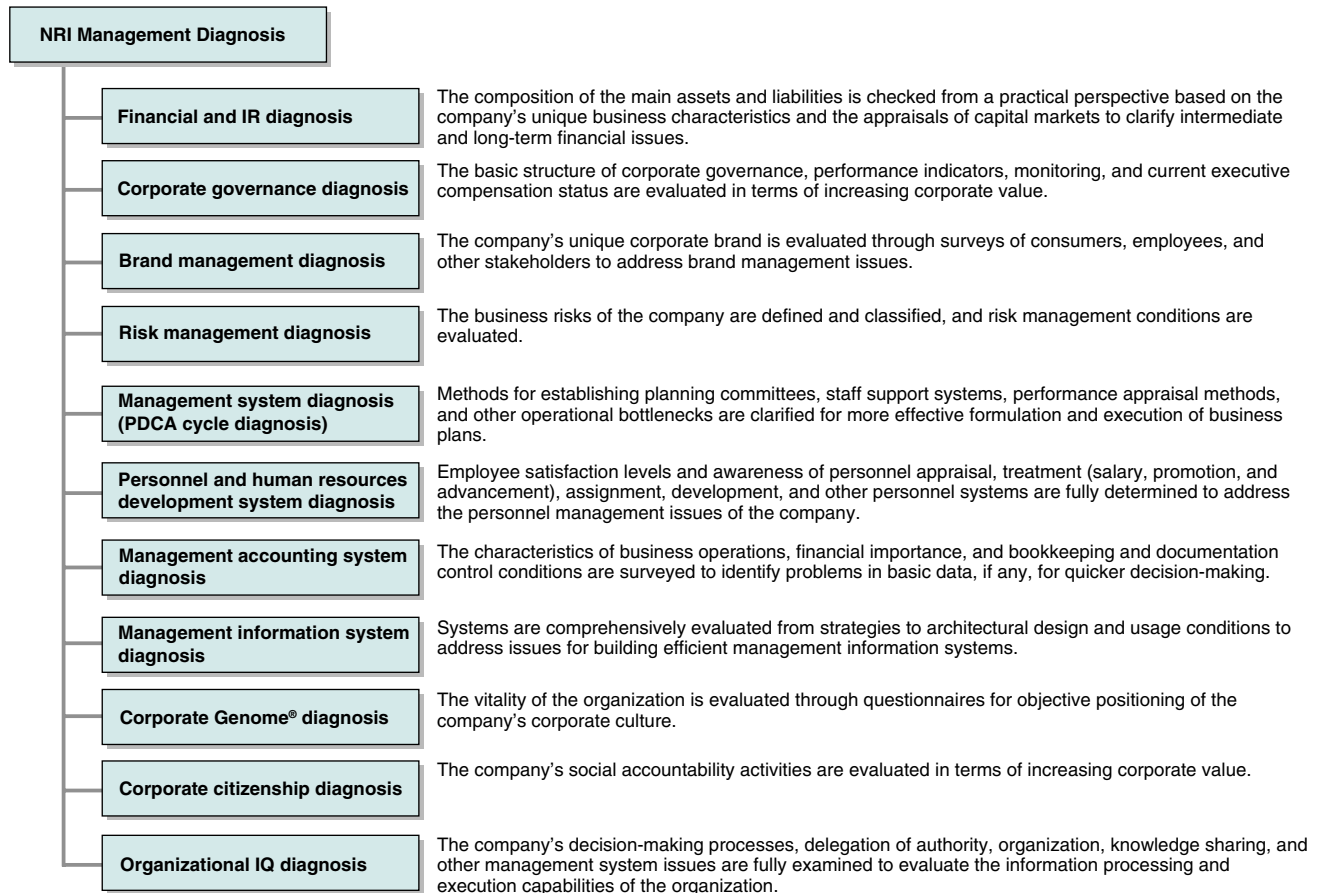 NRI Management Diagnosis
Financial and IR diagnosis
The composition of the main assets and liabilities is checked from a practical perspective based on the
company's unique business characteristics and the appraisals of capital markets to clarify intermediate
and long-term financial issues.
Corporate governance diagnosis
The basic structure of corporate governance, performance indicators, monitoring, and current executive
compensation status are evaluated in terms of increasing corporate value.
Brand management diagnosis
The company's unique corporate brand is evaluated through surveys of consumers, employees, and
other stakeholders to address brand management issues.
Risk management diagnosis
The business risks of the company are defined and classified, and risk management conditions are
evaluated.
Management system diagnosis
(PDCA cycle diagnosis)
Methods for establishing planning committees, staff support systems, performance appraisal methods,
and other operational bottlenecks are clarified for more effective formulation and execution of business
plans.
Personnel and human resources
development system diagnosis
Employee satisfaction levels and awareness of personnel appraisal, treatment (salary, promotion, and
advancement), assignment, development, and other personnel systems are fully determined to address
the personnel management issues of the company.
Management accounting system
diagnosis
The characteristics of business operations, financial importance, and bookkeeping and documentation
control conditions are surveyed to identify problems in basic data, if any, for quicker decision-making.
Management information system
diagnosis
Systems are comprehensively evaluated from strategies to architectural design and usage conditions to
address issues for building efficient management information systems.
Corporate Genome® diagnosis
The vitality of the organization is evaluated through questionnaires for objective positioning of the
company's corporate culture.
Corporate citizenship diagnosis
The company's social accountability activities are evaluated in terms of increasing corporate value.
Organizational IQ diagnosis
The company's decision-making processes, delegation of authority, organization, knowledge sharing, and
other management system issues are fully examined to evaluate the information processing and
execution capabilities of the organization.